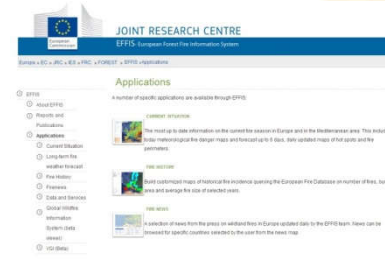 European
Commission
JOINT RESEARCH CENTRE
EFFIS-European Forest Fire Information System
Europa » EC » JRC » IES » FRC » FOREST » EFFIS »Applications
Applications
A number of specific applications are available through EFFIS:
EFFIS
About EFFIS
Reports and
Publications
Applications
Current Situation
Long-term fire
weather forecast
Fire History
Firenews
Data and Services
Global Wildfire
Information
System (beta
viewer)
VGI (Beta)
CURRENT SITUATION
The most up to date information on the current fire season in Europe and in the Mediterranean area. This includ
today meteorological fire danger maps and forecast up to 6 days, daily updated maps of hot spots and fire
perimeters.
FIRE HISTORY
Build customized maps of historical fire incidence querying the European Fire Database on number of fires, bur
area and average fire size of selected years.
FIRE NEWS
A selection of news from the press on wildland fires in Europe updated daily by the EFFIS team. News can be
browsed for specific countries selected by the user from the news map.